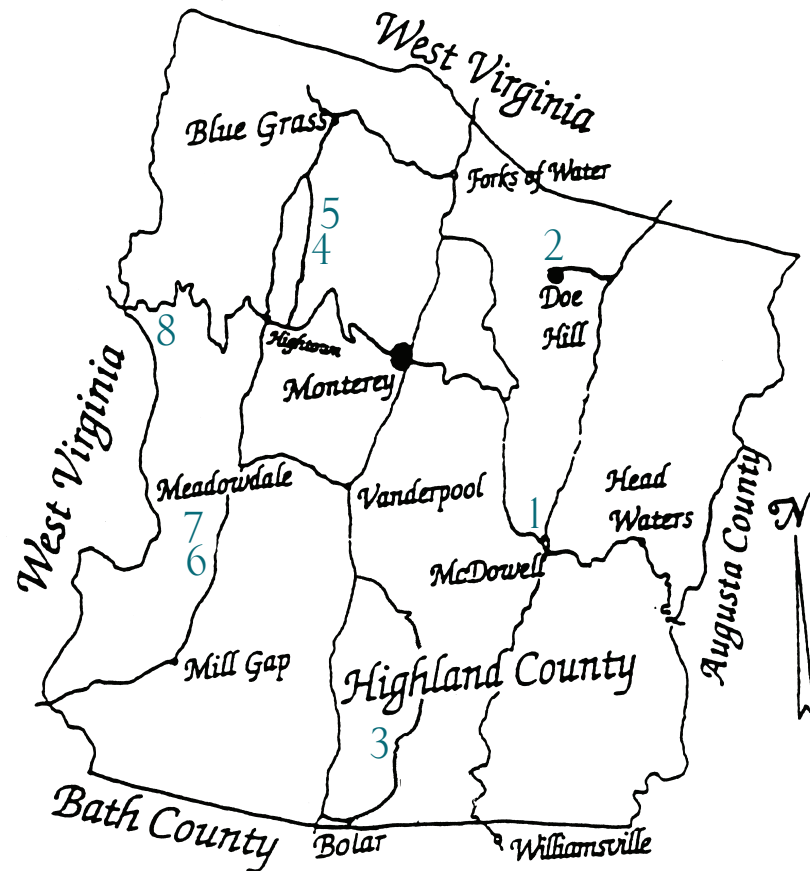 West Virginia
Blue Grass
Forks of Water
5
4
2
Doe
Hill
8
Hightown
Monterey
West Virginia
Meadowdale
Vanderpool
Head
Waters
N
7
6
1
McDowell
Augusta County
Mill Gap
Highland County
3
Bath County
Bolar
Williamsville